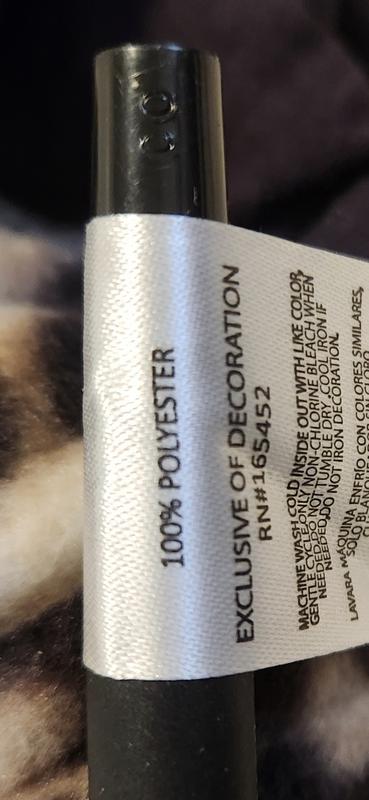 CO
100% POLYESTER
EXCLUSIVE OF DECORATION
RN#165452
MACHINE WASH COLD INSIDE OUT WITH LIKE COLOR,
GENTLE CYCLE,ONLY NON-CHLORINE BLEACH WHEN
NEEDED,DO NOT TUMBLE DRY ,COOL IRON IF
NEEDED,DO NOT IRON DECORATION.
LAVARA MÁQUINA ENFRIO CON COLORES SIMILARES,